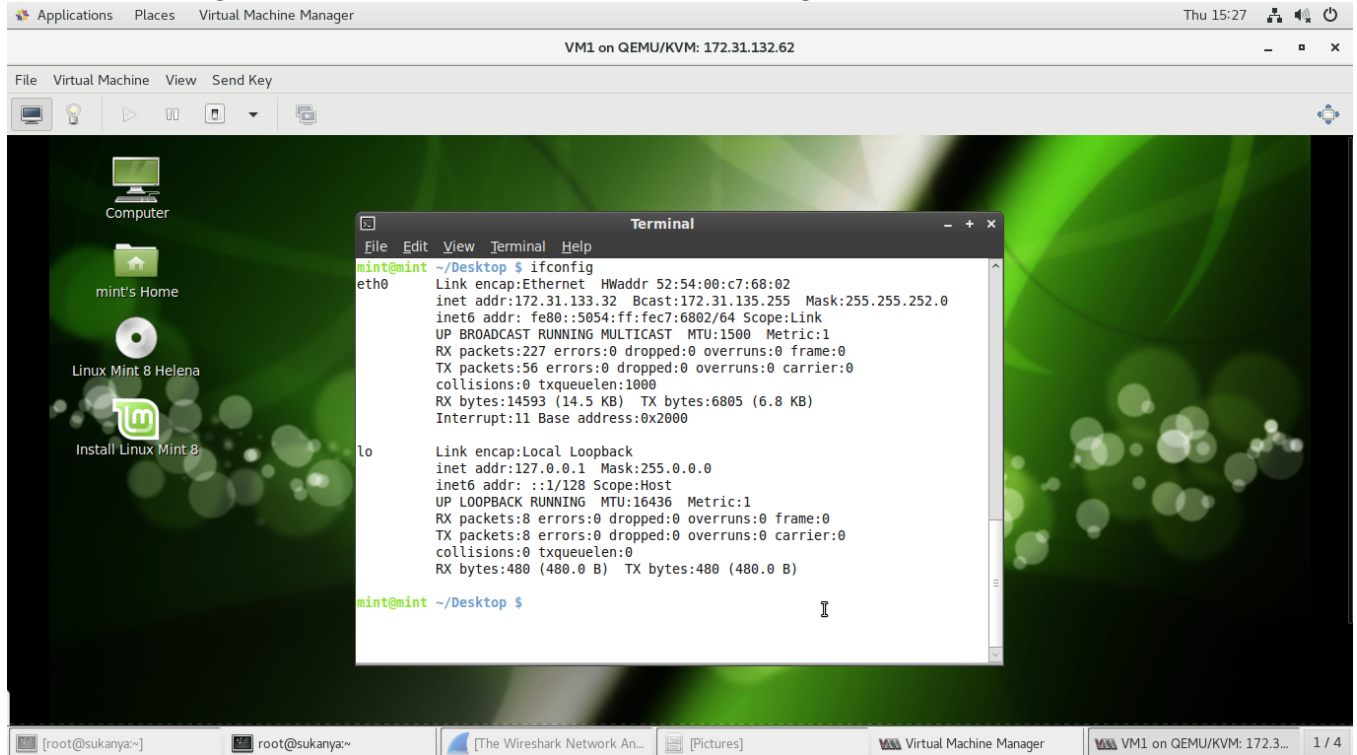 Applications Places Virtual Machine Manager Thu 15:27
VM1 on QEMU/KVM: 172.31.132.62
File Virtual Machine View Send Key
Computer
mint's Home
Linux Mint 8 Helena
Install Linux Mint 8
Terminal
File Edit View Terminal Help
mint@mint ~/Desktop $ ifconfig
eth0 Link encap:Ethernet HWaddr 52:54:00:c7:68:02
inet addr:172.31.133.32 Bcast:172.31.135.255 Mask:255.255.252.0
inet6 addr: fe80::5054:ff:fec7:6802/64 Scope:Link
UP BROADCAST RUNNING MULTICAST MTU:1500 Metric:1
RX packets:227 errors:0 dropped:0 overruns:0 frame:0
TX packets:56 errors:0 dropped:0 overruns:0 carrier:0
collisions:0 txqueuelen:1000
RX bytes:14593 (14.5 KB) TX bytes:6805 (6.8 KB)
Interrupt:11 Base address:0x2000
lo Link encap:Local Loopback
inet addr:127.0.0.1 Mask:255.0.0.0
inet6 addr: ::1/128 Scope:Host
UP LOOPBACK RUNNING MTU:16436 Metric:1
RX packets:8 errors:0 dropped:0 overruns:0 frame:0
TX packets:8 errors:0 dropped:0 overruns:0 carrier:0
collisions:0 txqueuelen:0
RX bytes:480 (480.0 B) TX bytes:480 (480.0 B)
mint@mint ~/Desktop $
[root@sukanya:~] root@sukanya:~ [The Wireshark Network An... [Pictures] Virtual Machine Manager VM1 on QEMU/KVM: 172.3... 1 / 4